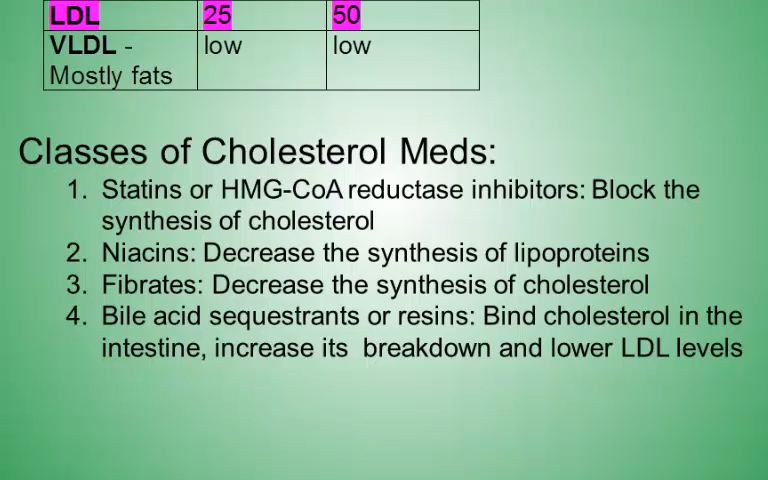 LDL 25 50
VLDL - low low
Mostly fats
Classes of Cholesterol Meds:
1. Statins or HMG-CoA reductase inhibitors: Block the
synthesis of cholesterol
2. Niacins: Decrease the synthesis of lipoproteins
3. Fibrates: Decrease the synthesis of cholesterol
4. Bile acid sequestrants or resins: Bind cholesterol in the
intestine, increase its breakdown and lower LDL levels